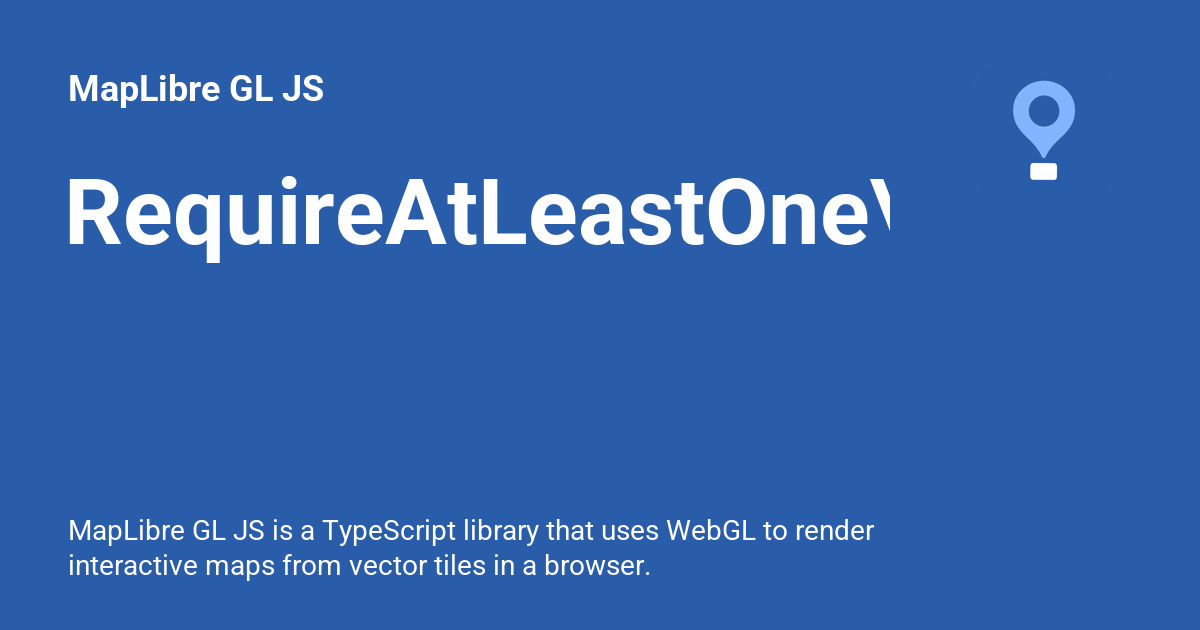 MapLibre GL JS
RequireAtLeastOne
MapLibre GL JS is a TypeScript library that uses WebGL to render
interactive maps from vector tiles in a browser.